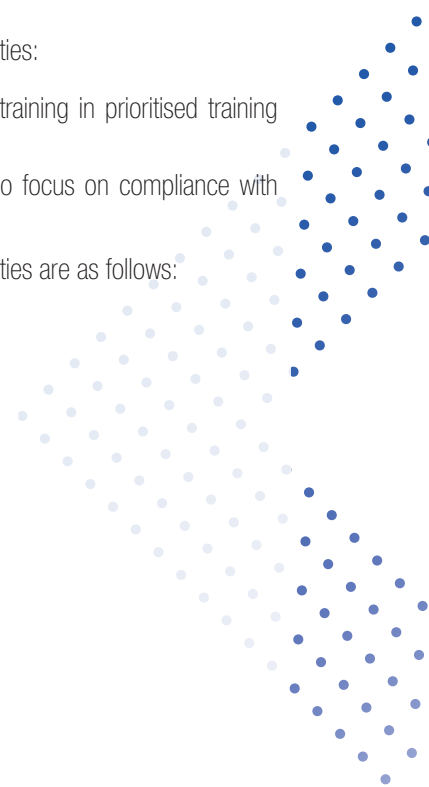 ties:
training in prioritised training
o focus on compliance with
ties are as follows: